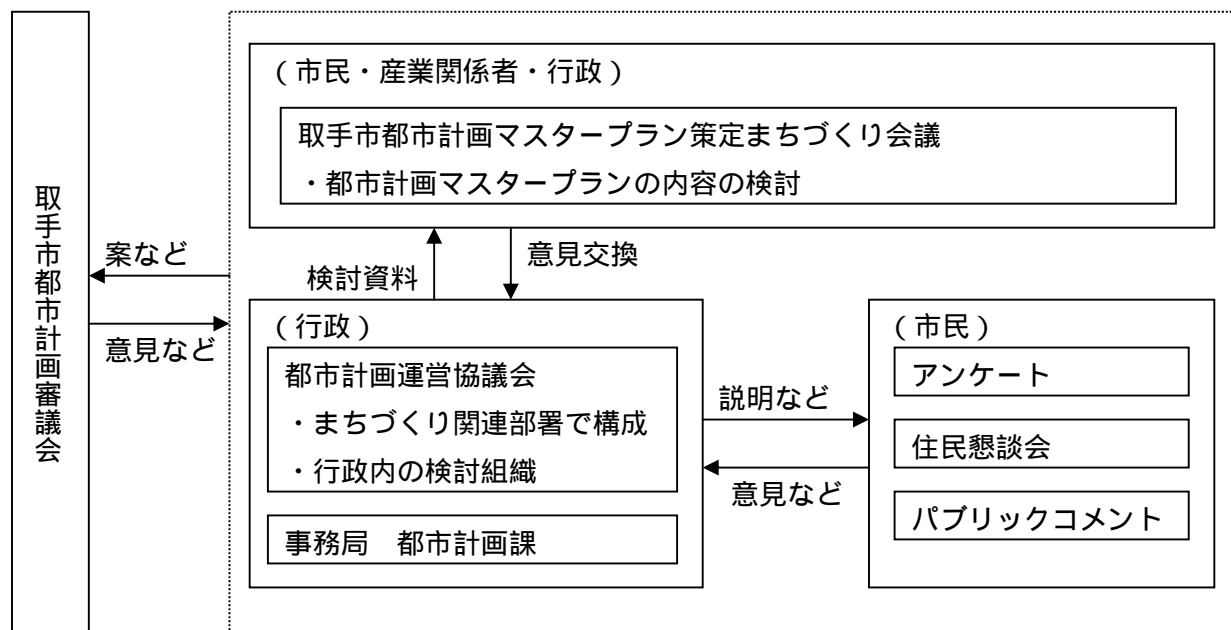 取手市都市計画審議会
案など
意見など
（市民・産業関係者・行政）
取手市都市計画マスタープラン策定まちづくり会議
・都市計画マスタープランの内容の検討
検討資料
意見交換
（行政）
都市計画運営協議会
・まちづくり関連部署で構成
・行政内の検討組織
事務局　都市計画課
説明など
意見など
（市民）
アンケート
住民懇談会
パブリックコメント